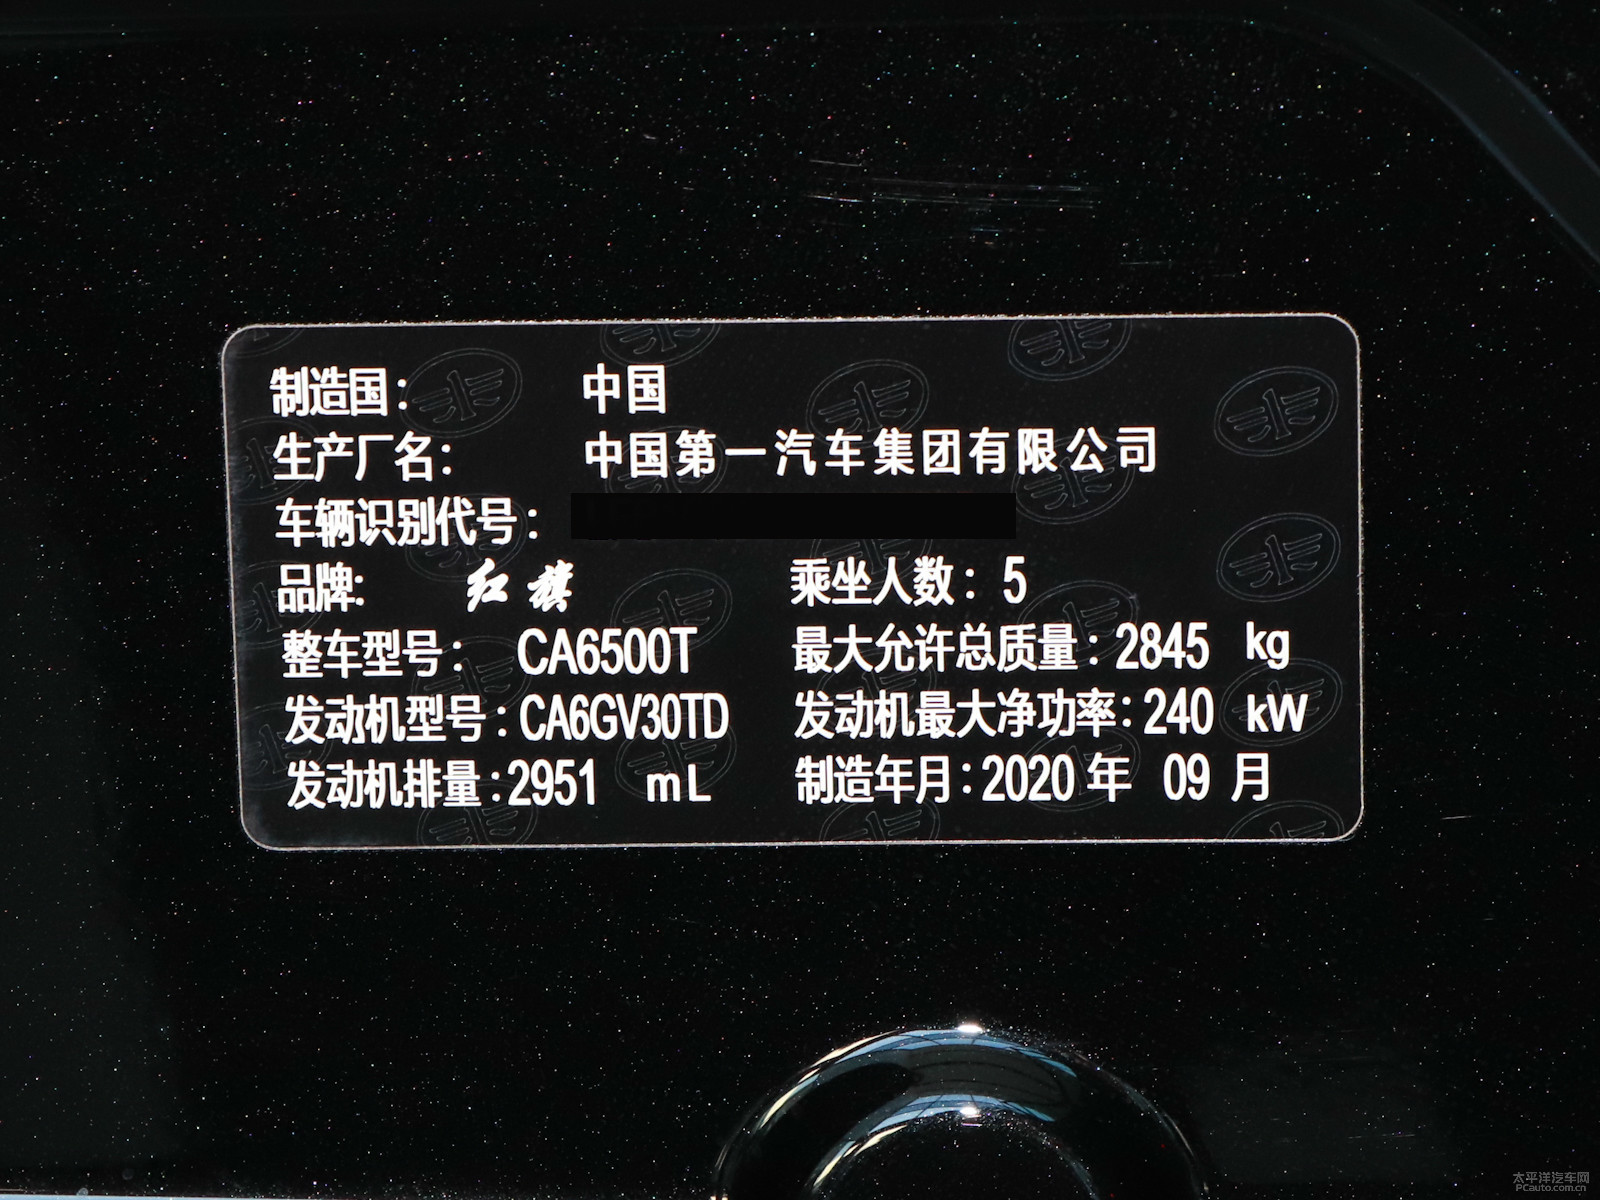 制造国： 中国
生产厂名： 中国第一汽车集团有限公司
车辆识别代号：
品牌: 红旗 乘坐人数：5
整车型号： CA6500T 最大允许总质量：2845 kg
发动机型号：CA6GV30TD 发动机最大净功率：240 kW
发动机排量：2951 mL 制造年月：2020 年 09 月
太平洋汽车网
PCauto.com.cn